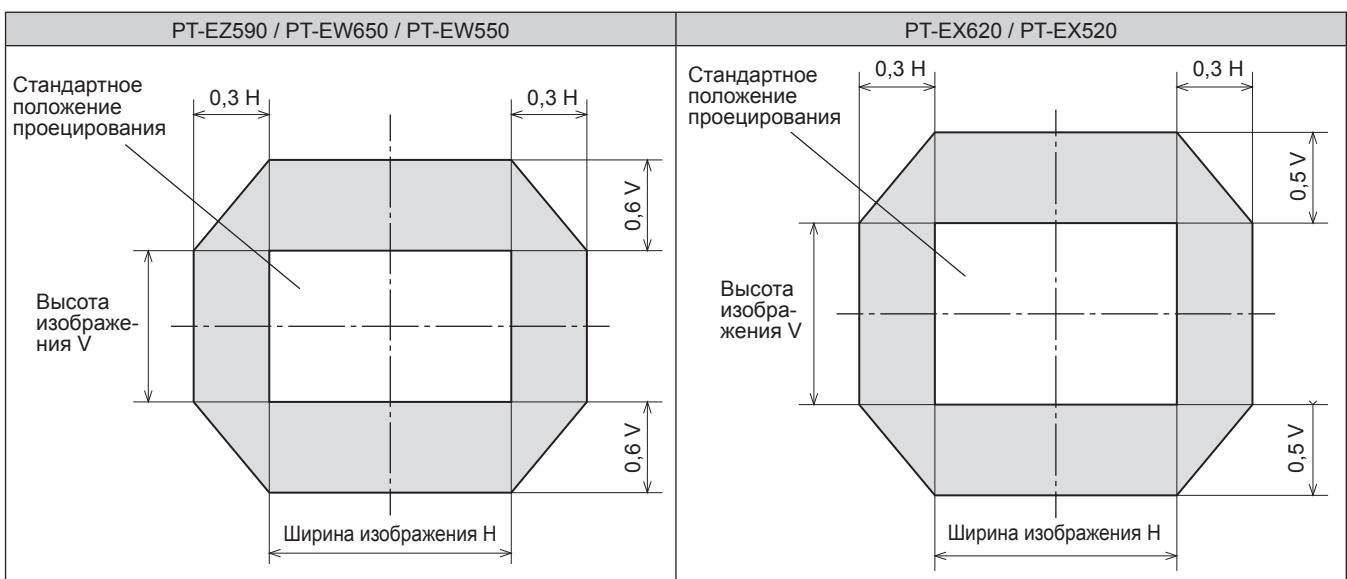 PT-EZ590 / PT-EW650 / PT-EW550
Стандартное
положение
проецирования
0,3 H
0,3 H
0,6 V
Высота
изображе-
ния V
0,6 V
Ширина изображения H
PT-EX620 / PT-EX520
Стандартное
положение
проецирования
0,3 H
0,3 H
0,5 V
Высота
изобра-
жения V
0,5 V
Ширина изображения H